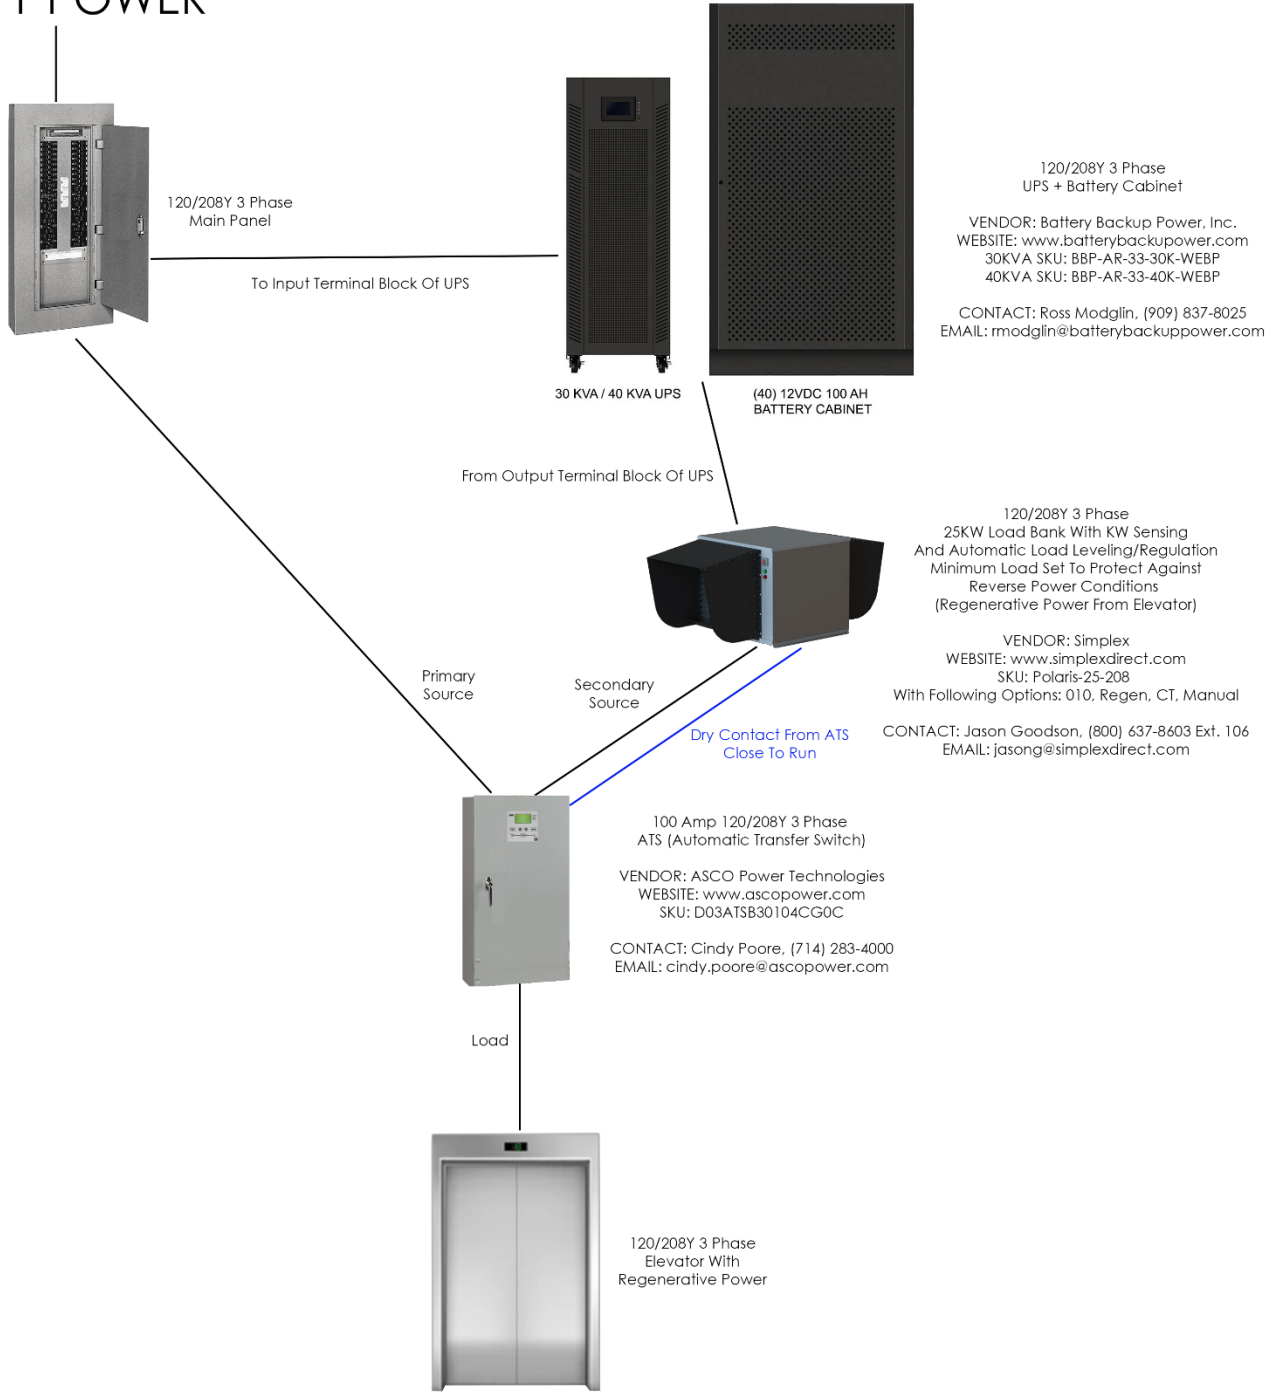 POWER
120/208Y 3 Phase
Main Panel
To Input Terminal Block Of UPS
30 KVA / 40 KVA UPS
(40) 12VDC 100 AH
BATTERY CABINET
120/208Y 3 Phase
UPS + Battery Cabinet
VENDOR: Battery Backup Power, Inc.
WEBSITE: www.batterybackupower.com
30KVA SKU: BBP-AR-33-30K-WEBP
40KVA SKU: BBP-AR-33-40K-WEBP
CONTACT: Ross Modglin, (909) 837-8025
EMAIL: rmodglin@batterybackuppower.com
From Output Terminal Block Of UPS
120/208Y 3 Phase
25KW Load Bank With KW Sensing
And Automatic Load Leveling/Regulation
Minimum Load Set To Protect Against
Reverse Power Conditions
(Regenerative Power From Elevator)
VENDOR: Simplex
WEBSITE: www.simplexdirect.com
SKU: Polaris-25-208
With Following Options: 010, Regen, CT, Manual
CONTACT: Jason Goodson, (800) 637-8603 Ext. 106
EMAIL: jasong@simplexdirect.com
Primary
Source
Secondary
Source
Dry Contact From ATS
Close To Run
100 Amp 120/208Y 3 Phase
ATS (Automatic Transfer Switch)
VENDOR: ASCO Power Technologies
WEBSITE: www.ascopower.com
SKU: D03ATSB30104CG0C
CONTACT: Cindy Poore, (714) 283-4000
EMAIL: cindy.poore@ascopower.com
Load
120/208Y 3 Phase
Elevator With
Regenerative Power